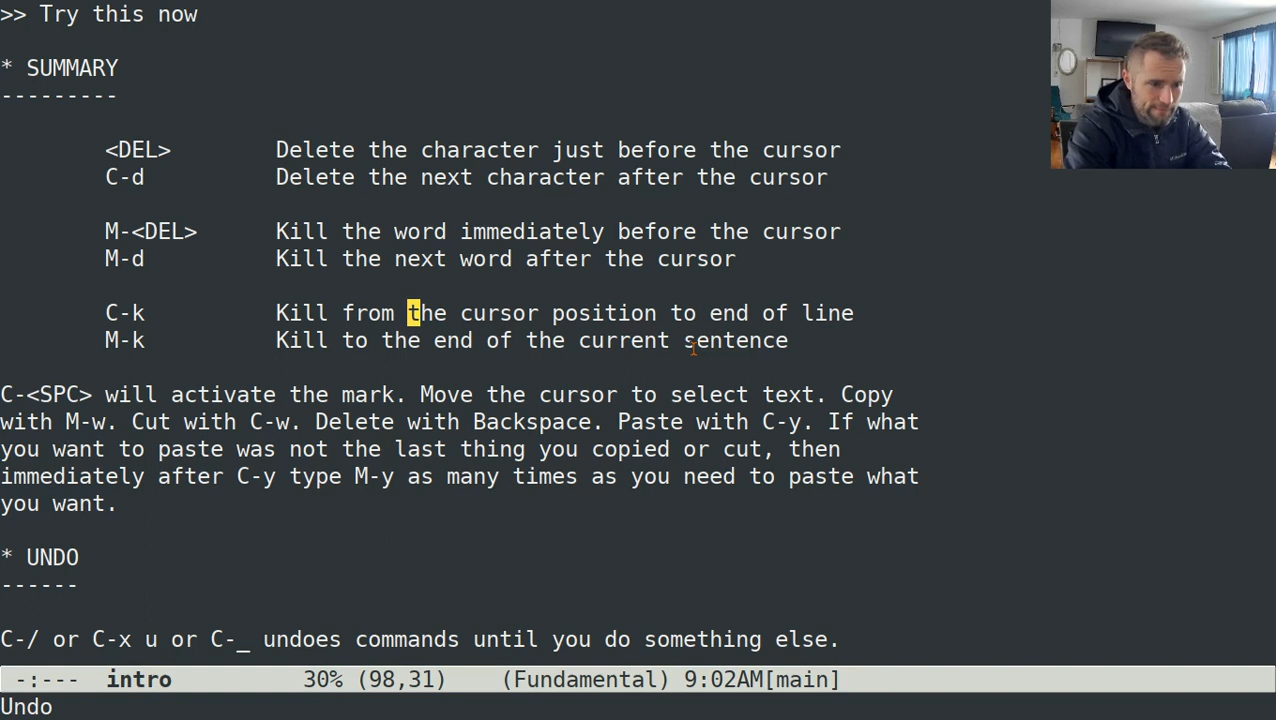 >> Try this now
* SUMMARY
---------
<DEL> Delete the character just before the cursor
C-d Delete the next character after the cursor
M-<DEL> Kill the word immediately before the cursor
M-d Kill the next word after the cursor
C-k Kill from the cursor position to end of line
M-k Kill to the end of the current sentence
C-<SPC> will activate the mark. Move the cursor to select text. Copy
with M-w. Cut with C-w. Delete with Backspace. Paste with C-y. If what
you want to paste was not the last thing you copied or cut, then
immediately after C-y type M-y as many times as you need to paste what
you want.
* UNDO
------
C-/ or C-x u or C-_ undoes commands until you do something else.
-:--- intro 30% (98,31) (Fundamental) 9:02AM[main]
Undo